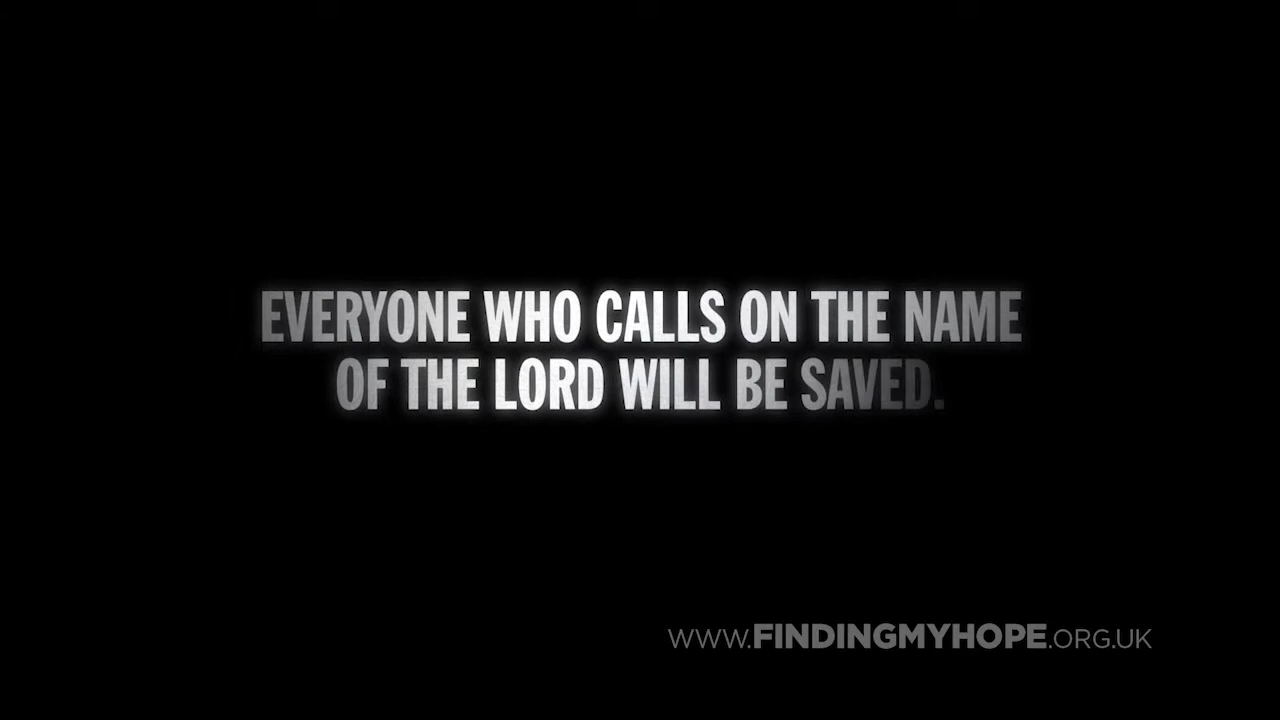 EVERYONE WHO CALLS ON THE NAME
OF THE LORD WILL BE SAVED.
WWW.FINDINGMYHOPE.ORG.UK